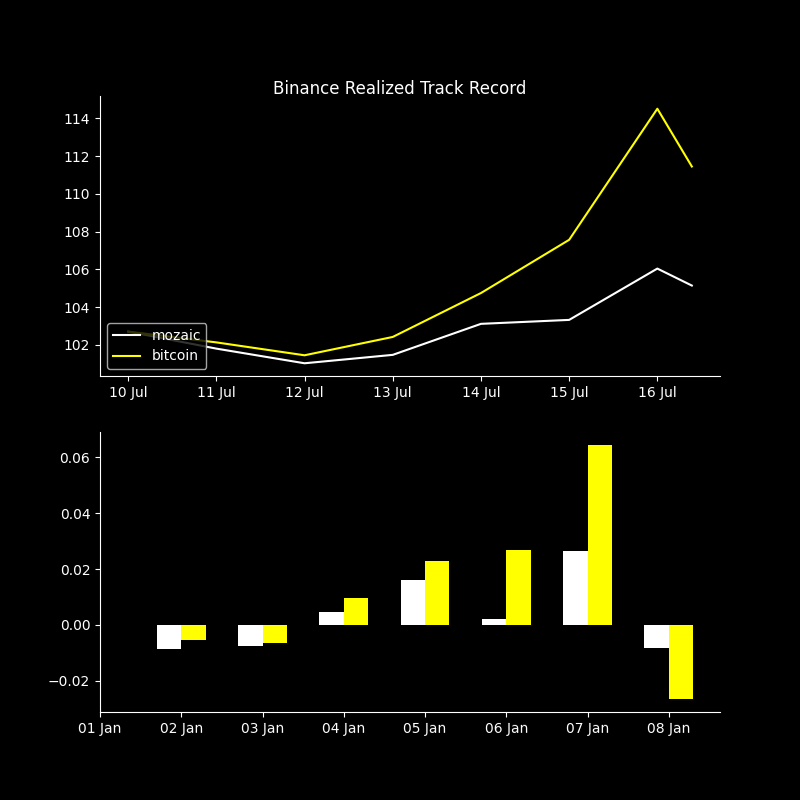 Binance Realized Track Record
114
112
110
108
106
104
102
mozaic
bitcoin
10 Jul 11 Jul 12 Jul 13 Jul 14 Jul 15 Jul 16 Jul
0.06
0.04
0.02
0.00
−0.02
01 Jan 02 Jan 03 Jan 04 Jan 05 Jan 06 Jan 07 Jan 08 Jan